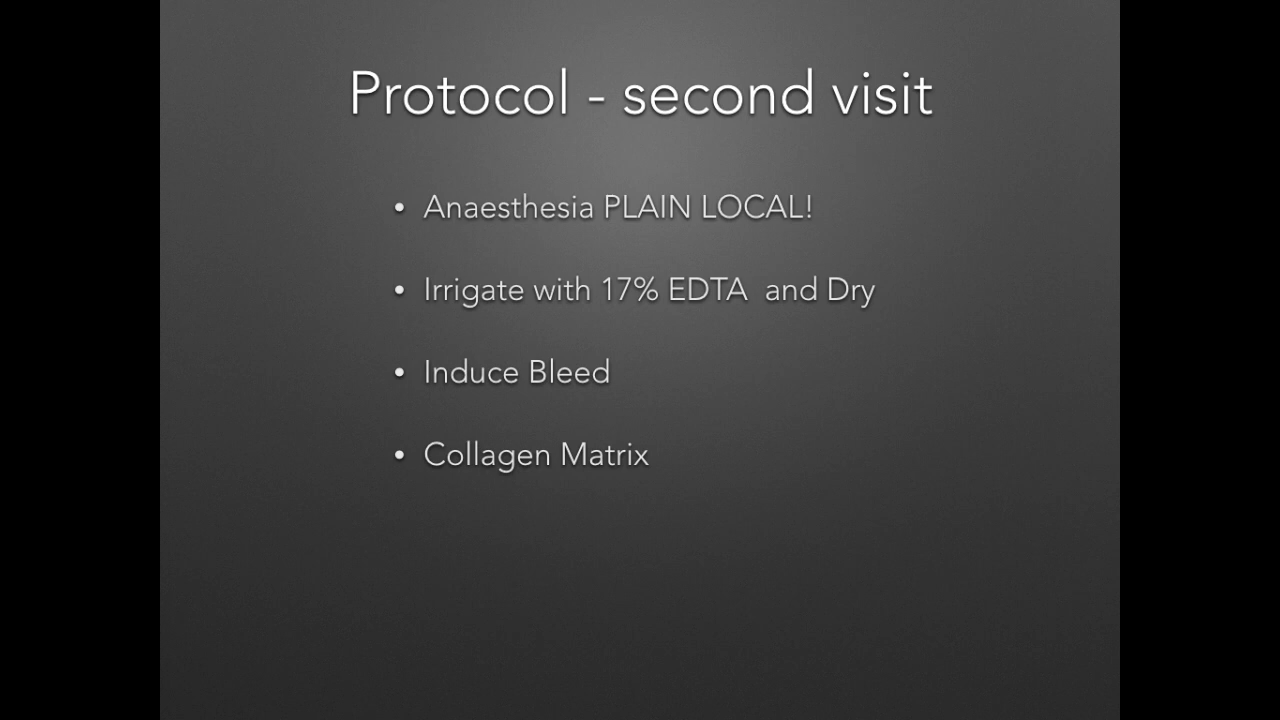 Protocol - second visit
• Anaesthesia PLAIN LOCAL!
• Irrigate with 17% EDTA  and Dry
• Induce Bleed
• Collagen Matrix